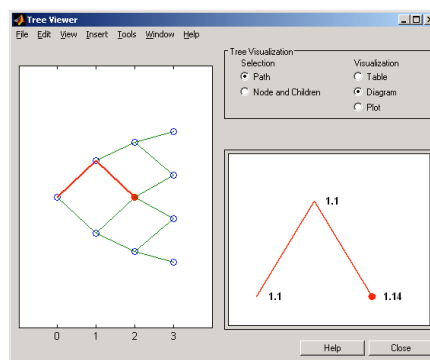 Tree Viewer
File Edit View Insert Tools Window Help
Tree Visualization
Selection
Path
Node and Children
Visualization
Table
Diagram
Plot
1.1
1.1
1.14
0 1 2 3
Help Close